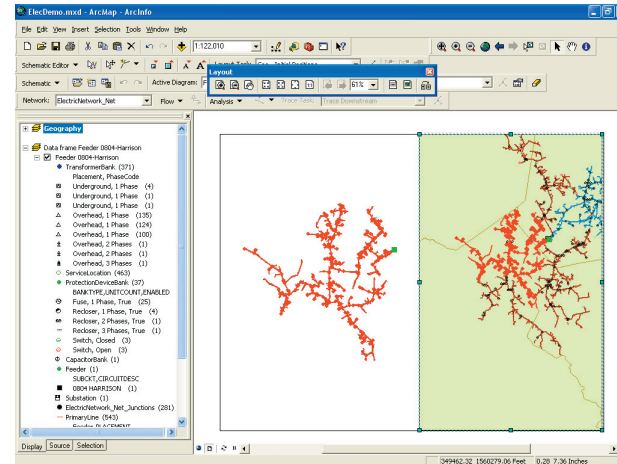 ElecDemo.mxd - ArcMap - ArcInfo
File Edit View Insert Selection Tools Window Help
1:122,010
Schematic Editor
Layout
Schematic
Active Diagram:
61%
Network: ElectricNetwork_Net Flow Analysis Trace Task: Trace Downstream
Geography
Data frame Feeder 0804-Harrison
Feeder 0804-Harrison
TransformerBank (371)
Placement, PhaseCode
Underground, 1 Phase (4)
Underground, 1 Phase (1)
Underground, 1 Phase (1)
Overhead, 1 Phase (135)
Overhead, 1 Phase (124)
Overhead, 1 Phase (100)
Overhead, 2 Phases (1)
Overhead, 2 Phases (1)
Overhead, 3 Phases (1)
ServiceLocation (463)
ProtectionDeviceBank (37)
BANKTYPE,UNITCOUNT,ENABLED
Fuse, 1 Phase, True (25)
Recloser, 1 Phase, True (4)
Recloser, 2 Phases, True (1)
Recloser, 3 Phases, True (1)
Switch, Closed (3)
Switch, Open (3)
CapacitorBank (1)
Feeder (1)
SUBCKT,CIRCUITDESC
0804 HARRISON (1)
Substation (1)
ElectricNetwork_Net_Junctions (281)
PrimaryLine (543)
Feeder PLACEMENT
Display Source Selection
349462.32 1560279.06 Feet 0.28 7.36 Inches